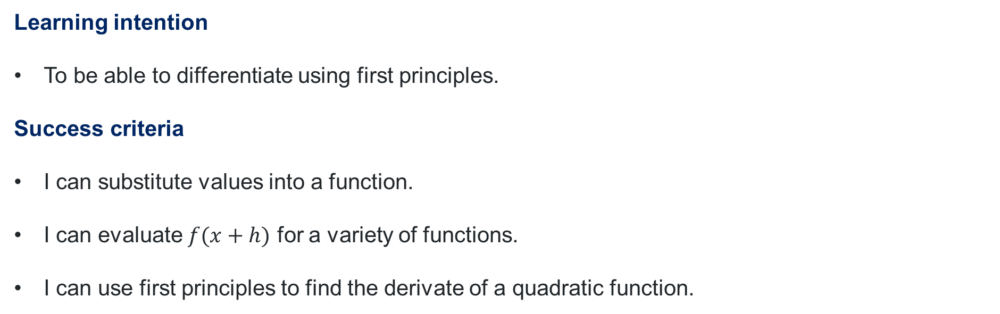 Learning intention
• To be able to differentiate using first principles.
Success criteria
• I can substitute values into a function.
• I can evaluate f(x + h) for a variety of functions.
• I can use first principles to find the derivate of a quadratic function.